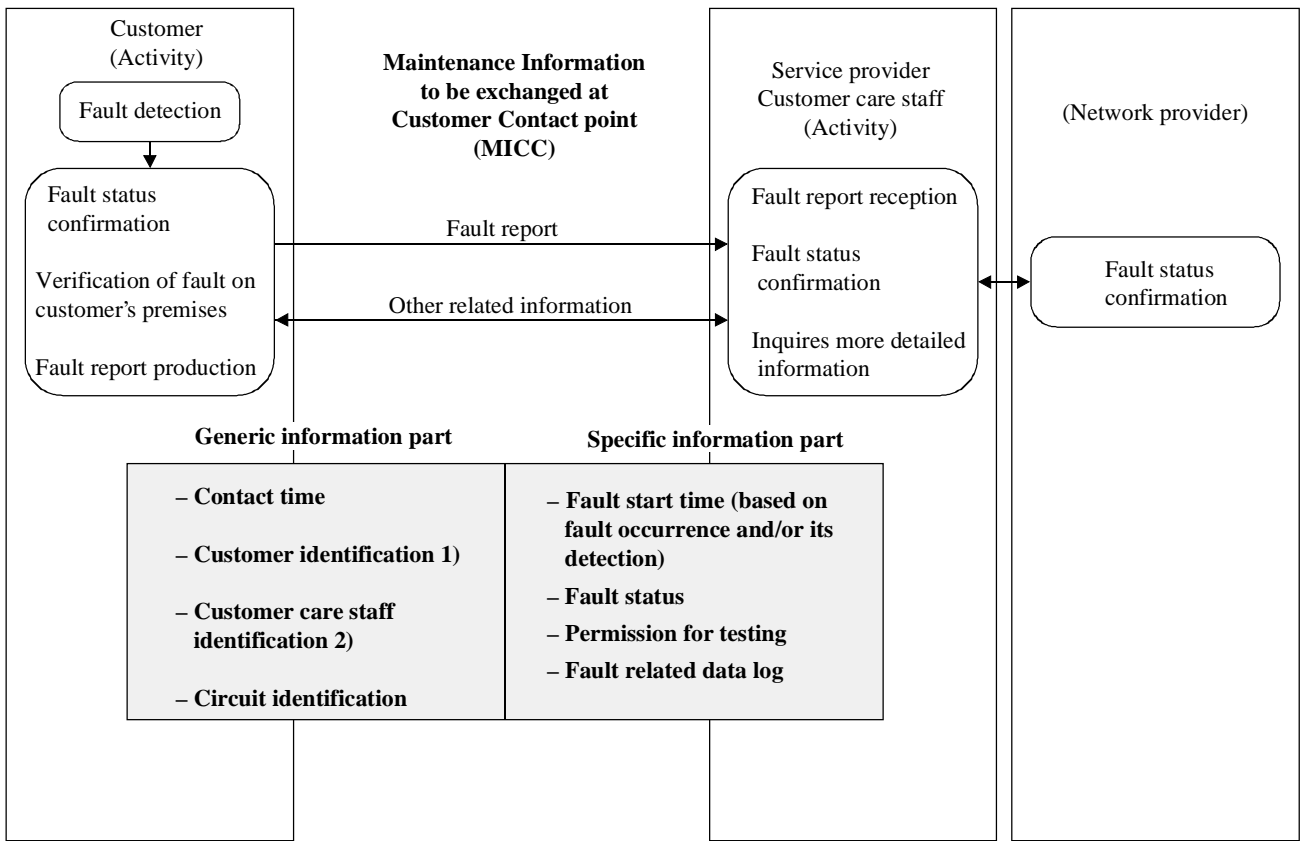 Customer
(Activity)
Fault detection
Fault status
confirmation
Verification of fault on
customer's premises
Fault report production
Maintenance Information
to be exchanged at
Customer Contact point
(MICC)
Fault report
Other related information
Service provider
Customer care staff
(Activity)
Fault report reception
Fault status
confirmation
Inquires more detailed
information
(Network provider)
Fault status
confirmation
Generic information part
– Contact time
– Customer identification 1)
– Customer care staff
identification 2)
– Circuit identification
Specific information part
– Fault start time (based on
fault occurrence and/or its
detection)
– Fault status
– Permission for testing
– Fault related data log